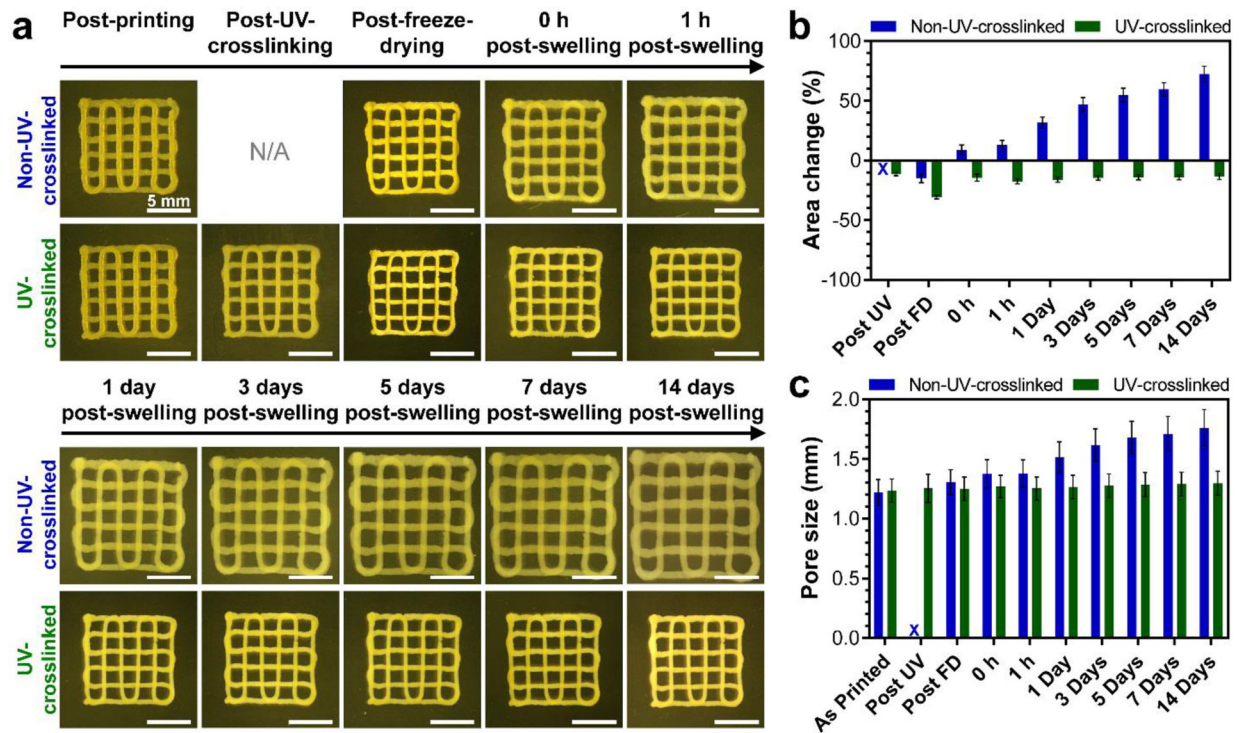 a
Post-printing
Post-UV-
crosslinking
Post-freeze-
drying
0 h
post-swelling
1 h
post-swelling
Non-UV-
crosslinked
N/A
5 mm
UV-
crosslinked
1 day
post-swelling
3 days
post-swelling
5 days
post-swelling
7 days
post-swelling
14 days
post-swelling
Non-UV-
crosslinked
UV-
crosslinked
b
Non-UV-crosslinked
UV-crosslinked
Area change (%)
100
50
0
-50
-100
X
Post UV
Post FD
0 h
1 h
1 Day
3 Days
5 Days
7 Days
14 Days
c
Non-UV-crosslinked
UV-crosslinked
Pore size (mm)
2.0
1.5
1.0
0.5
0.0
X
As Printed
Post UV
Post FD
0 h
1 h
1 Day
3 Days
5 Days
7 Days
14 Days